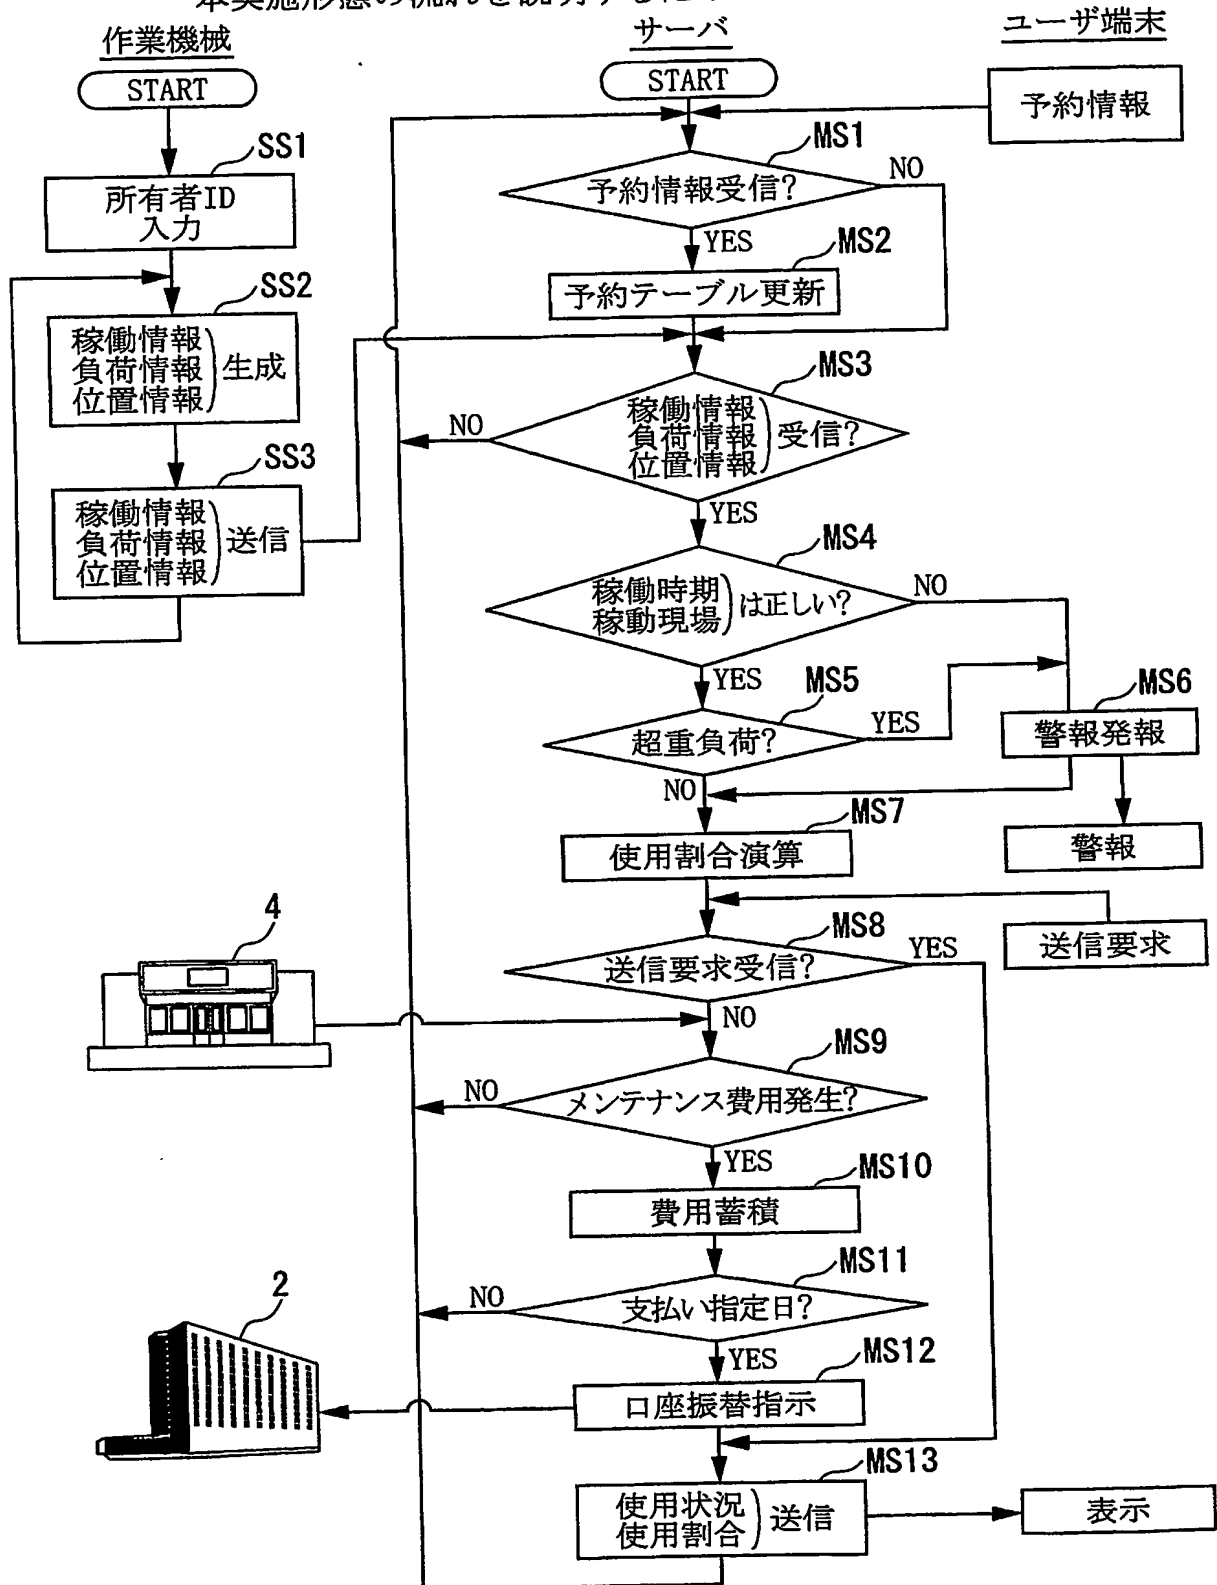 作業機械
サーバ
ユーザ端末
START
START
予約情報
SS1
所有者ID
入力
MS1
予約情報受信?
NO
YES
MS2
予約テーブル更新
SS2
稼働情報
負荷情報
位置情報
生成
MS3
稼働情報
負荷情報
位置情報
受信?
NO
YES
SS3
稼働情報
負荷情報
位置情報
送信
MS4
稼働時期
稼動現場
は正しい?
NO
YES
MS5
超重負荷?
YES
NO
MS6
警報発報
警報
MS7
使用割合演算
送信要求
MS8
送信要求受信?
YES
NO
4
MS9
メンテナンス費用発生?
NO
YES
MS10
費用蓄積
MS11
支払い指定日?
NO
YES
2
MS12
口座振替指示
MS13
使用状況
使用割合
送信
表示